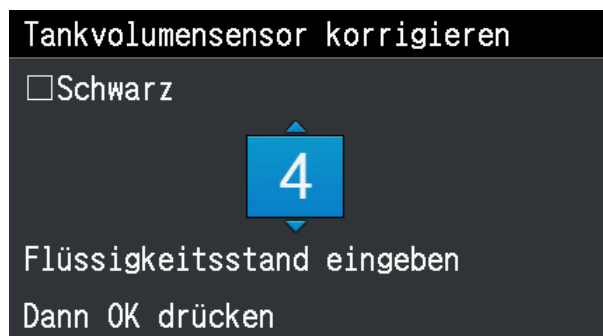 Tankvolumensensor korrigieren
□Schwarz
4
Flüssigkeitsstand eingeben
Dann OK drücken